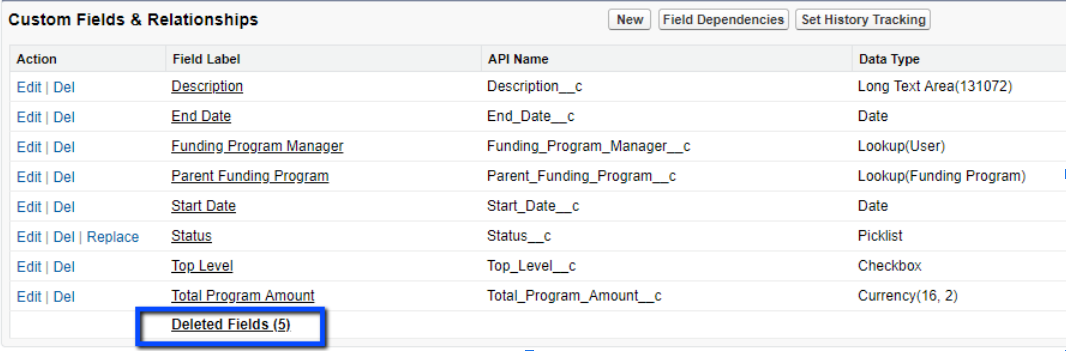 Custom Fields & Relationships New Field Dependencies Set History Tracking
Action Field Label API Name Data Type
Edit | Del Description Description__c Long Text Area(131072)
Edit | Del End Date End_Date__c Date
Edit | Del Funding Program Manager Funding_Program_Manager__c Lookup(User)
Edit | Del Parent Funding Program Parent_Funding_Program__c Lookup(Funding Program)
Edit | Del Start Date Start_Date__c Date
Edit | Del | Replace Status Status__c Picklist
Edit | Del Top Level Top_Level__c Checkbox
Edit | Del Total Program Amount Total_Program_Amount__c Currency(16, 2)
Deleted Fields (5)